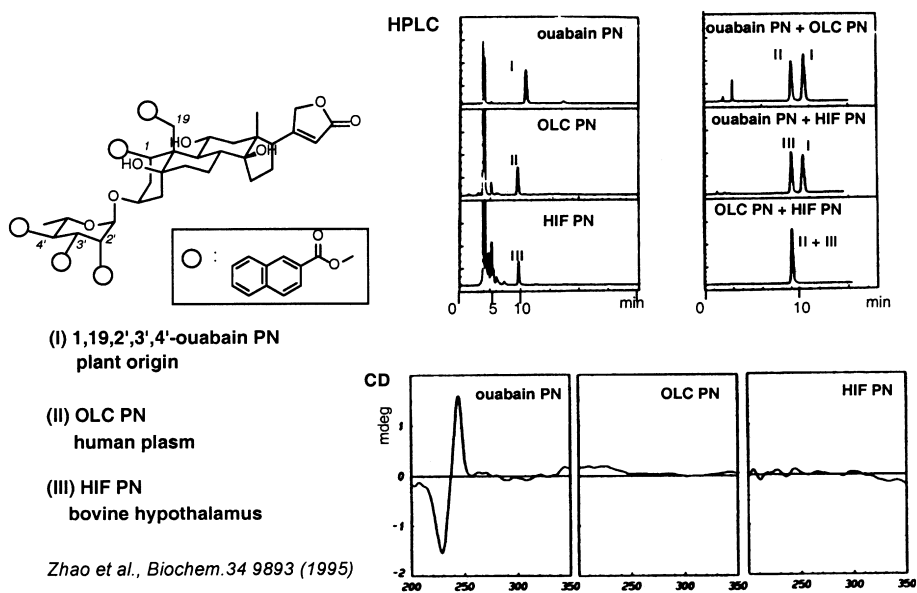 HPLC
ouabain PN
I
OLC PN
II
HIF PN
III
0 5 10 min
ouabain PN + OLC PN
II I
ouabain PN + HIF PN
III I
OLC PN + HIF PN
II + III
0 10 min
19
HO
1
OH
HO
O
O
O
O
4'
3'
2'
:
O
O
(I) 1,19,2',3',4'-ouabain PN
plant origin
(II) OLC PN
human plasm
(III) HIF PN
bovine hypothalamus
Zhao et al., Biochem.34 9893 (1995)
CD
mdeg
ouabain PN
OLC PN
HIF PN
1
0
-1
-2
200 250 300 350
250 300 350
250 300 350